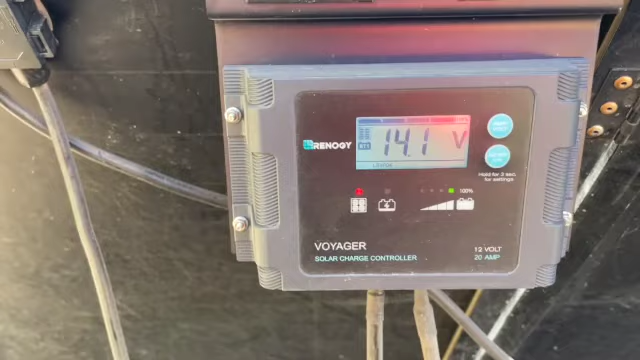 RENOGY
14.1 V
Hold for 3 sec.
for settings
100%
VOYAGER
SOLAR CHARGE CONTROLLER
12 VOLT
20 AMP